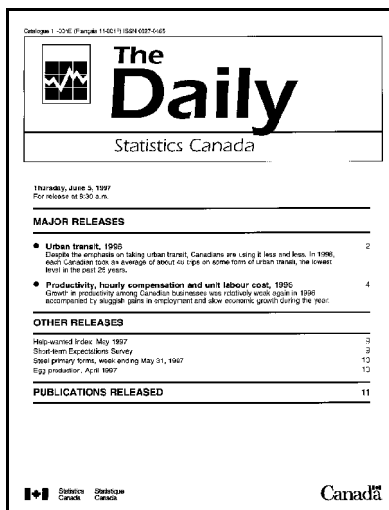 Catalogue 11-001E (Français 11-001F) ISSN 0827-0465
The
Daily
Statistics Canada
Thursday, June 5, 1997
For release at 8:30 a.m.
MAJOR RELEASES
● Urban transit, 1996 2
Despite the emphasis on taking urban transit, Canadians are using it less and less. In 1996,
each Canadian took an average of about 40 trips on some form of urban transit, the lowest
level in the past 25 years.
● Productivity, hourly compensation and unit labour cost, 1996 4
Growth in productivity among Canadian businesses was relatively weak again in 1996
accompanied by sluggish gains in employment and slow economic growth during the year.
OTHER RELEASES
Help-wanted index, May 1997 9
Short-term Expectations Survey 9
Steel primary forms, week ending May 31, 1997 10
Egg production, April 1997 10
PUBLICATIONS RELEASED 11
Statistics Statistique
Canada Canada
Canada